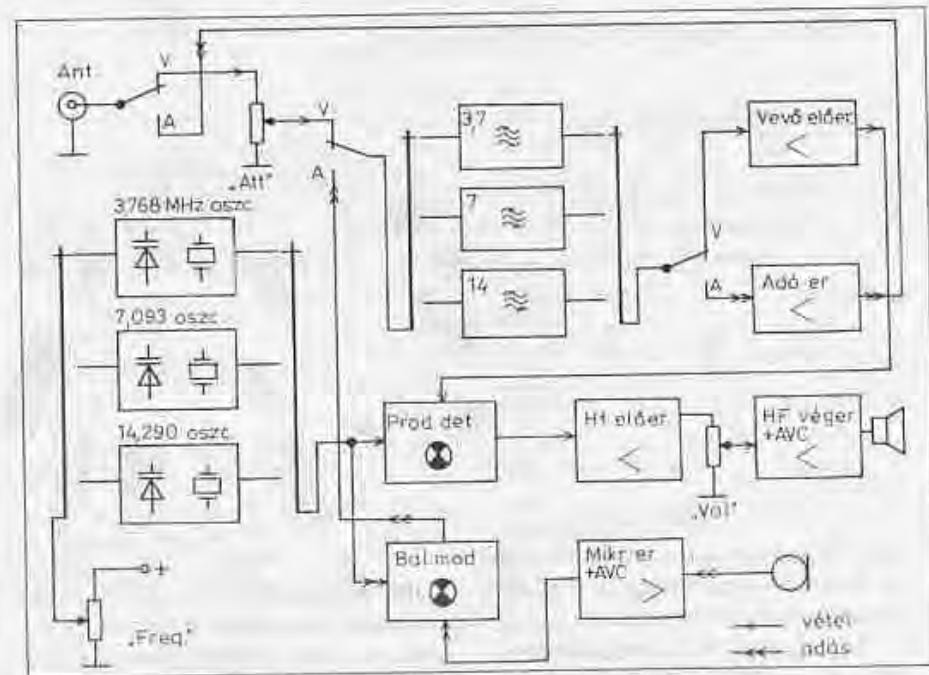 Ant.
V
A
„Att"
V
A
3,7
7
14
Vevő előer.
V
A
Adó er
3,768 MHz oszc.
7,093 oszc.
14,290 oszc.
Prod det.
Hf előer.
HF véger.
+AVC
„Vol"
Bal.mod
Mikr er
+AVC
+
„Freq."
vétel
adás